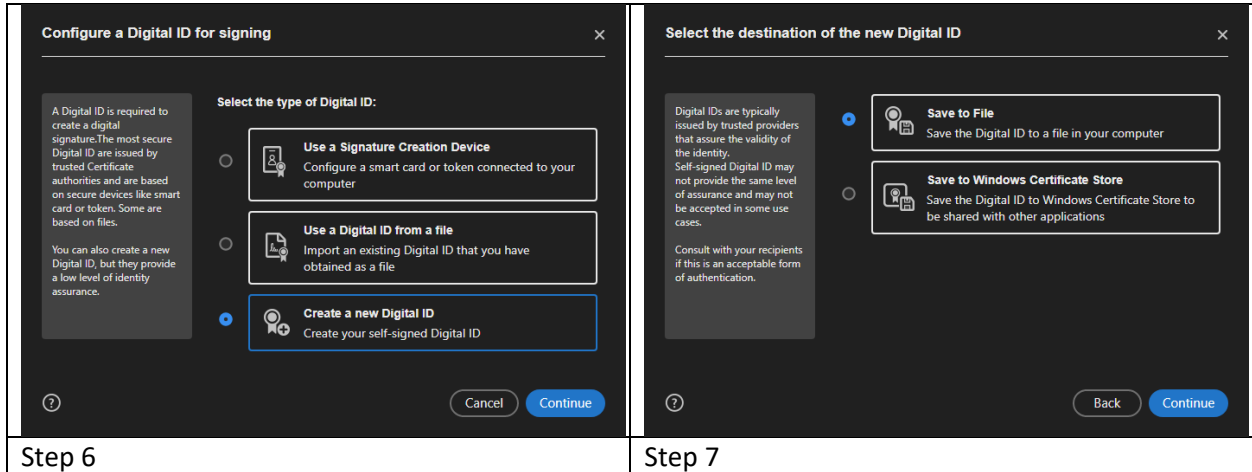 Configure a Digital ID for signing
A Digital ID is required to
create a digital
signature.The most secure
Digital ID are issued by
trusted Certificate
authorities and are based
on secure devices like smart
card or token. Some are
based on files.
You can also create a new
Digital ID, but they provide
a low level of identity
assurance.
Select the type of Digital ID:
Use a Signature Creation Device
Configure a smart card or token connected to your
computer
Use a Digital ID from a file
Import an existing Digital ID that you have
obtained as a file
Create a new Digital ID
Create your self-signed Digital ID
Cancel
Continue
Step 6
Select the destination of the new Digital ID
Digital IDs are typically
issued by trusted providers
that assure the validity of
the identity.
Self-signed Digital ID may
not provide the same level
of assurance and may not
be accepted in some use
cases.
Consult with your recipients
if this is an acceptable form
of authentication.
Save to File
Save the Digital ID to a file in your computer
Save to Windows Certificate Store
Save the Digital ID to Windows Certificate Store to
be shared with other applications
Back
Continue
Step 7